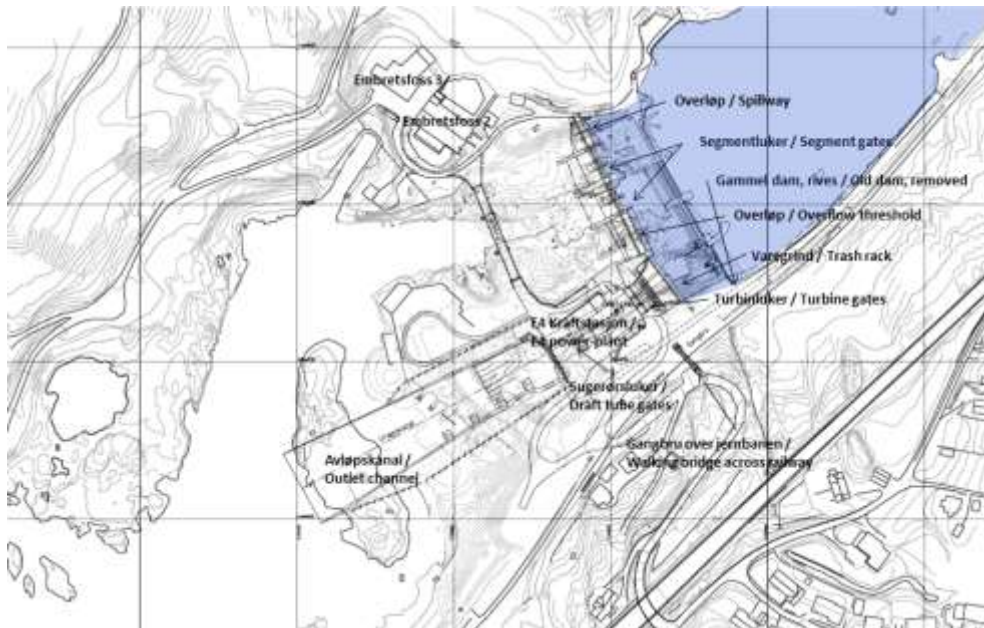 Embretsfoss 3
Embretsfoss 2
Overløp / Spillway
Segmentluker / Segment gates
Gammel dam, rives / Old dam, removed
Overløp / Overflow threshold
Varegrind / Trash rack
Turbinluker / Turbine gates
E4 Kraftstasjon /
E4 power-plant
Sugerørsluker /
Draft tube gates
Gangbru over jernbanen /
Walking bridge across railway
Avløpskanal /
Outlet channel